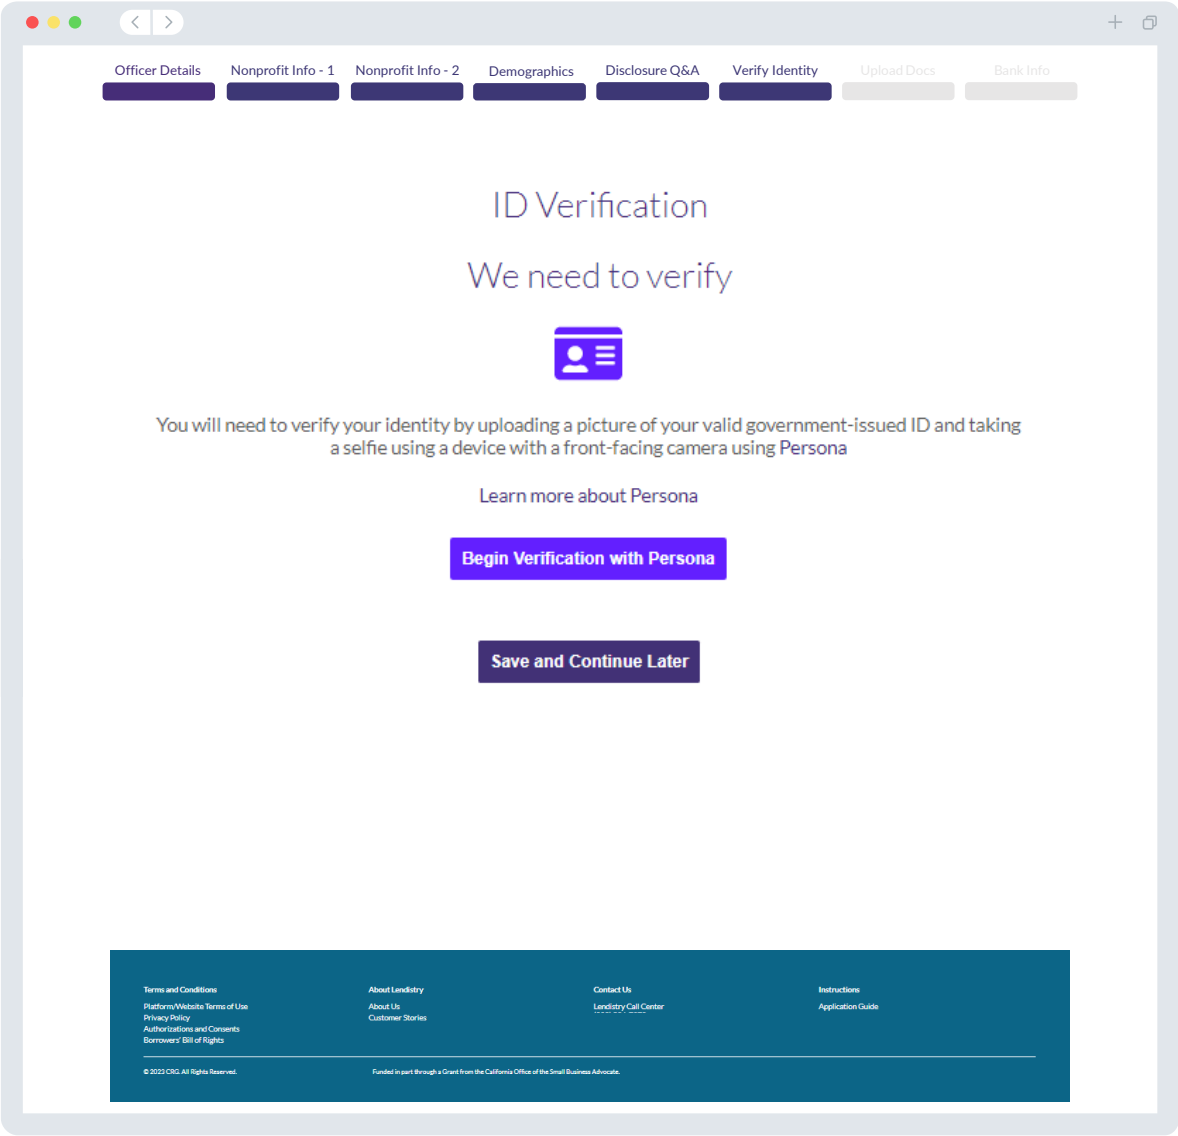 Officer Details
Nonprofit Info - 1
Nonprofit Info - 2
Demographics
Disclosure Q&A
Verify Identity
Upload Docs
Bank Info
ID Verification
We need to verify
You will need to verify your identity by uploading a picture of your valid government-issued ID and taking
a selfie using a device with a front-facing camera using Persona
Learn more about Persona
Begin Verification with Persona
Save and Continue Later
Terms and Conditions
Platform/Website Terms of Use
Privacy Policy
Authorizations and Consents
Borrowers' Bill of Rights
About Lendistry
About Us
Customer Stories
Contact Us
Lendistry Call Center
Instructions
Application Guide
© 2023 CRG. All Rights Reserved.
Funded in part through a Grant from the California Office of the Small Business Advocate.